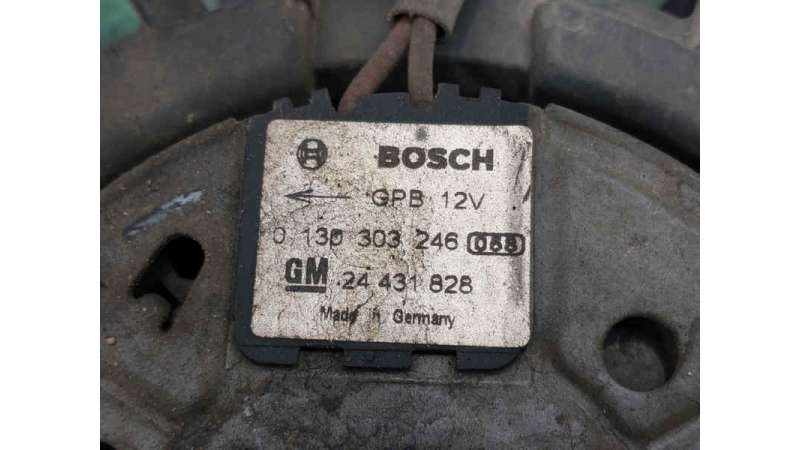 BOSCH
GPB 12V
0 130 303 246 088
GM 24 431 828
Made in Germany